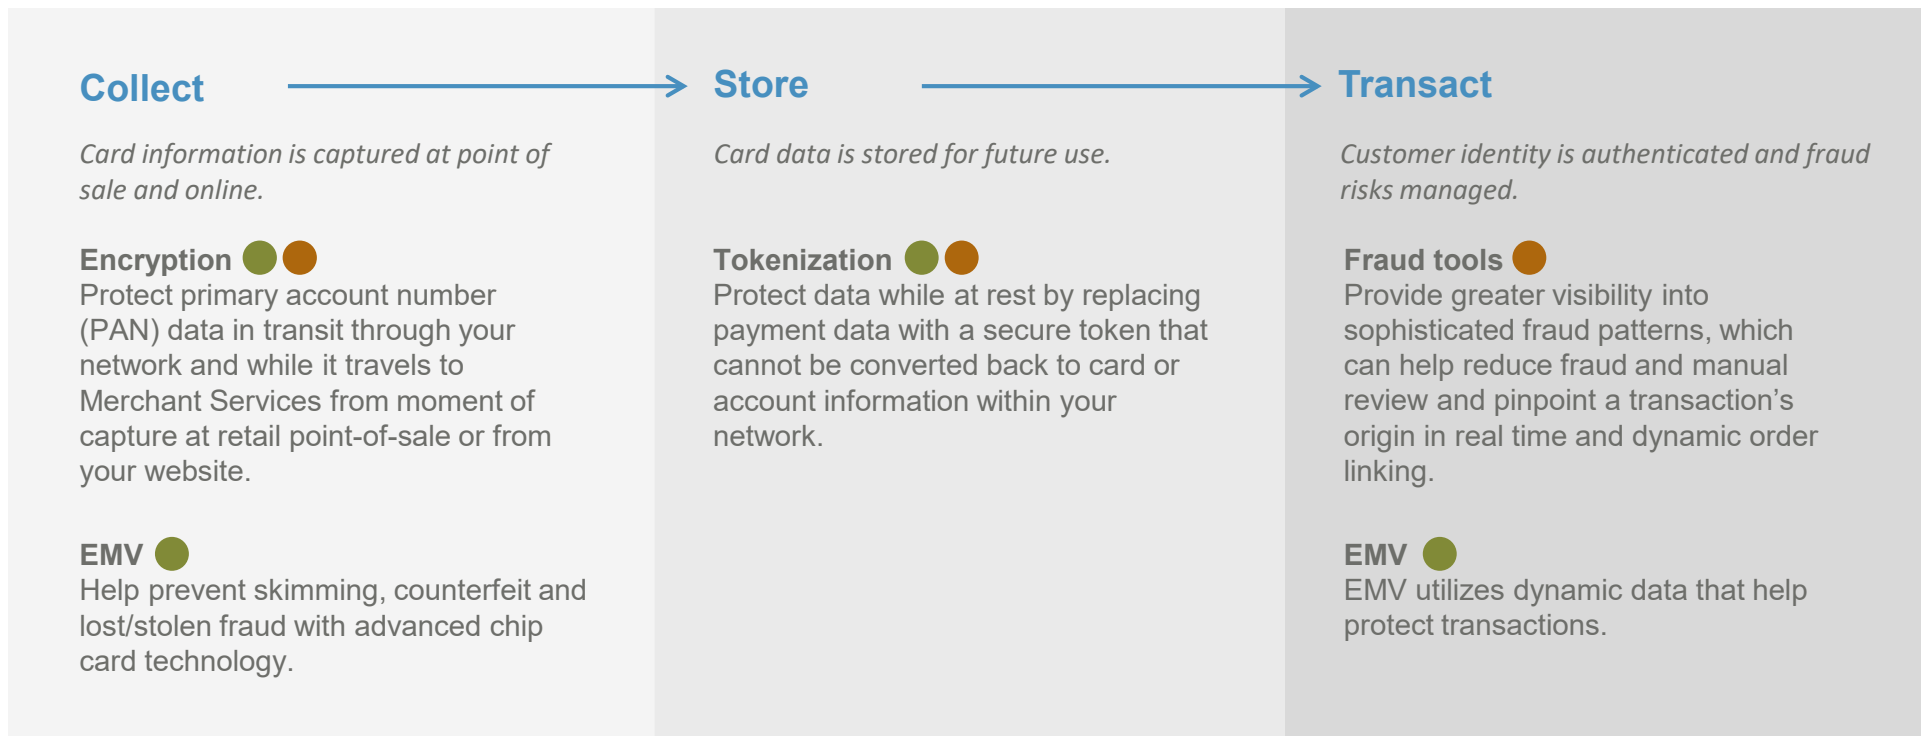 Collect
Card information is captured at point of
sale and online.
Encryption
Protect primary account number
(PAN) data in transit through your
network and while it travels to
Merchant Services from moment of
capture at retail point-of-sale or from
your website.
EMV
Help prevent skimming, counterfeit and
lost/stolen fraud with advanced chip
card technology.
Store
Card data is stored for future use.
Tokenization
Protect data while at rest by replacing
payment data with a secure token that
cannot be converted back to card or
account information within your
network.
Transact
Customer identity is authenticated and fraud
risks managed.
Fraud tools
Provide greater visibility into
sophisticated fraud patterns, which
can help reduce fraud and manual
review and pinpoint a transaction’s
origin in real time and dynamic order
linking.
EMV
EMV utilizes dynamic data that help
protect transactions.